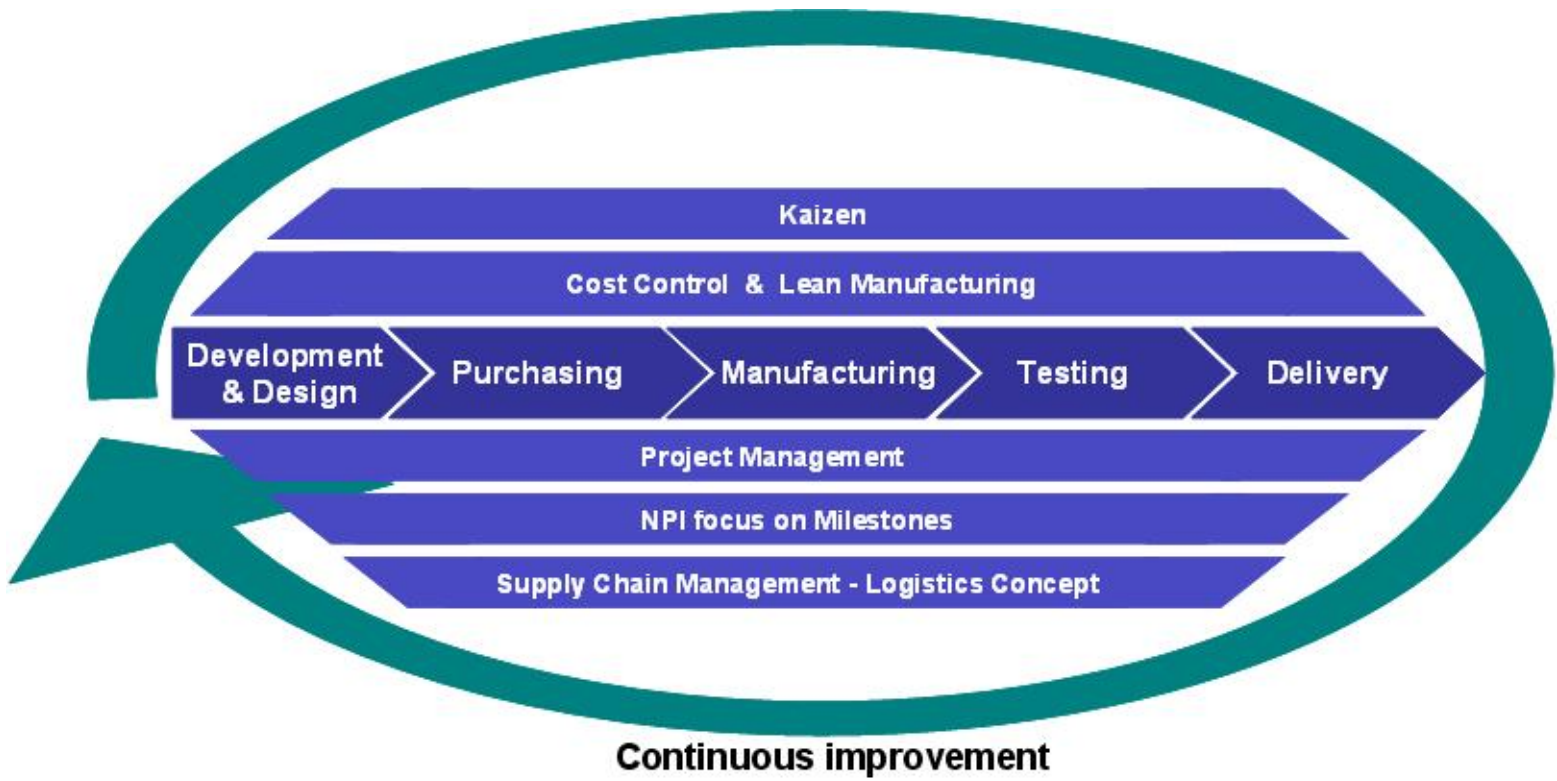 Kaizen
Cost Control & Lean Manufacturing
Development
& Design
Purchasing
Manufacturing
Testing
Delivery
Project Management
NPI focus on Milestones
Supply Chain Management - Logistics Concept
Continuous improvement